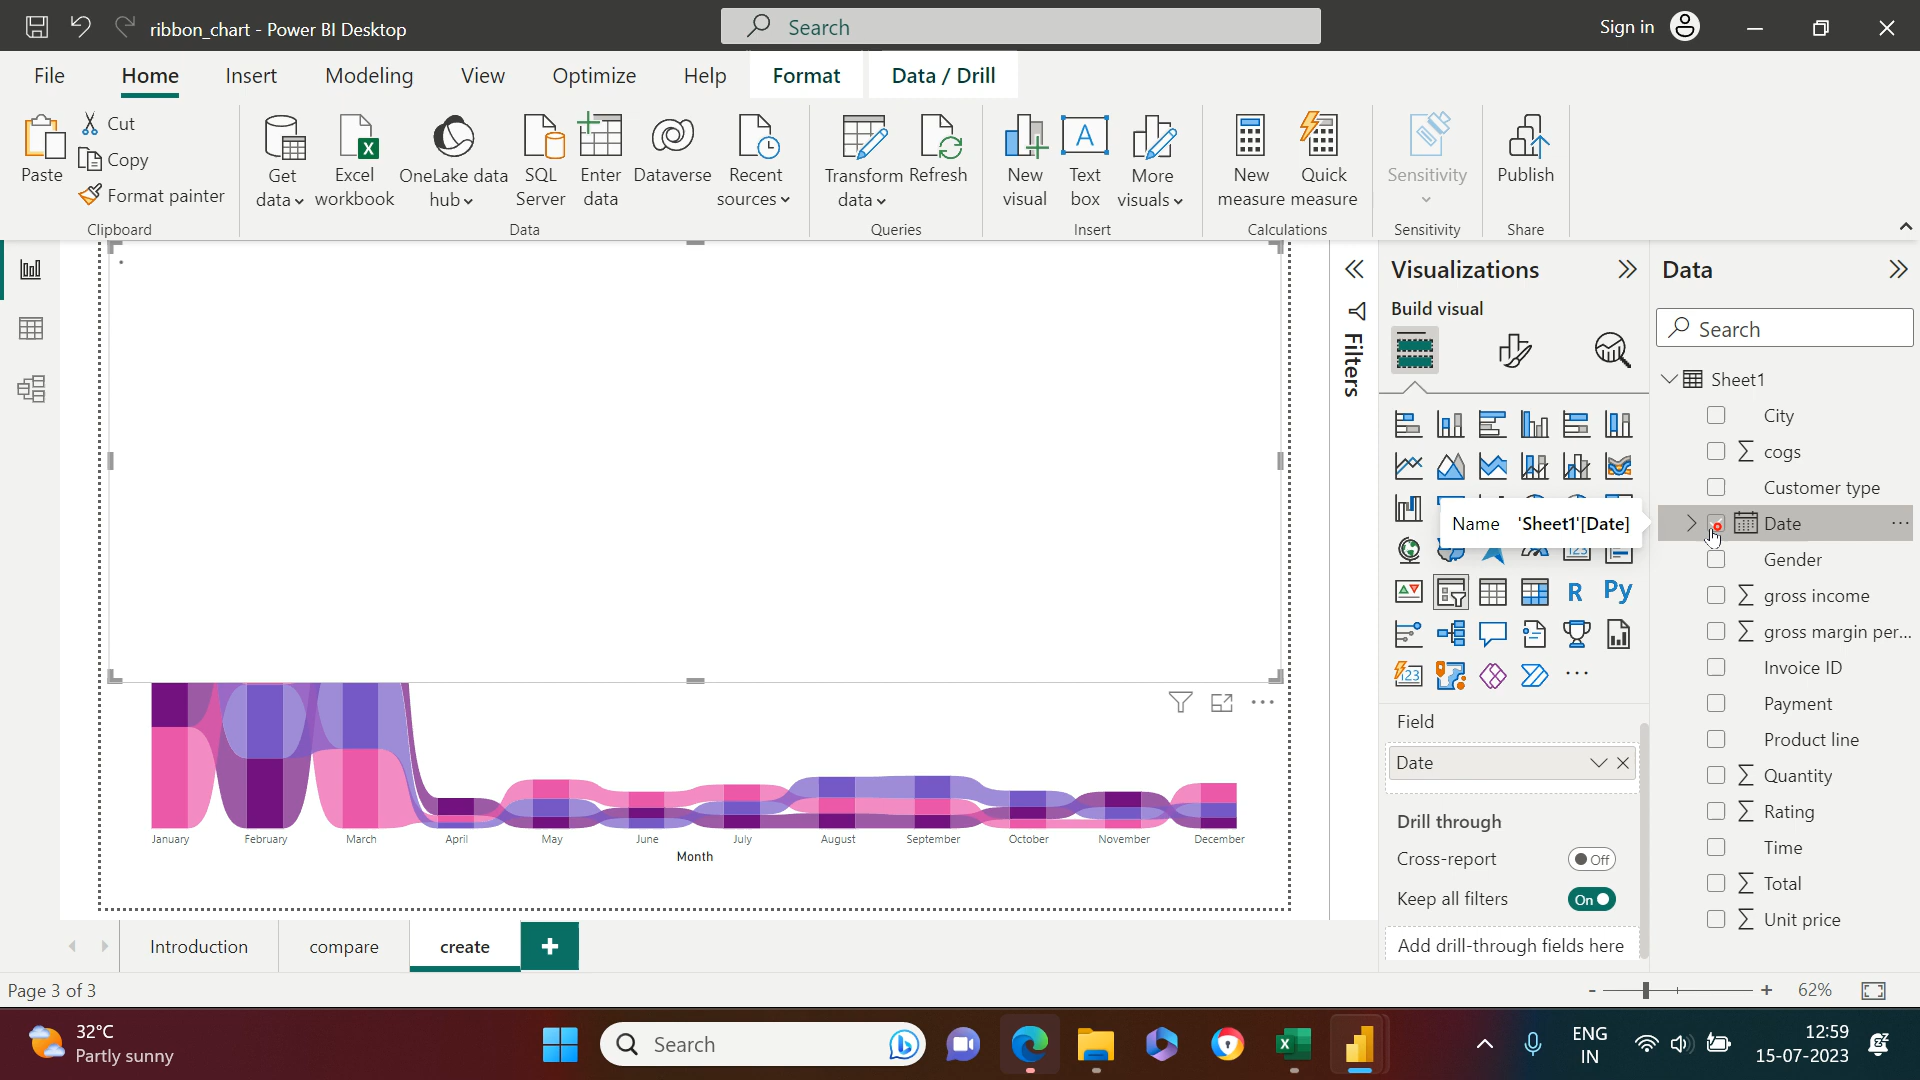 ribbon_chart - Power BI Desktop
Search
Sign in
File
Home
Insert
Modeling
View
Optimize
Help
Format
Data / Drill
Paste
Cut
Copy
Format painter
Clipboard
Get
data
Excel
workbook
OneLake data
hub
SQL
Server
Enter
data
Dataverse
Recent
sources
Data
Transform
data
Refresh
Queries
New
visual
Text
box
More
visuals
Insert
New
measure
Quick
measure
Calculations
Sensitivity
Sensitivity
Publish
Share
Filters
Visualizations
Build visual
Name 'Sheet1'[Date]
R
Py
Field
Date
Drill through
Cross-report
Off
Keep all filters
On
Add drill-through fields here
Data
Search
Sheet1
City
cogs
Customer type
Date
Gender
gross income
gross margin per...
Invoice ID
Payment
Product line
Quantity
Rating
Time
Total
Unit price
January
February
March
April
May
June
July
August
September
October
November
December
Month
Introduction
compare
create
Page 3 of 3
62%
32°C
Partly sunny
Search
ENG
IN
12:59
15-07-2023